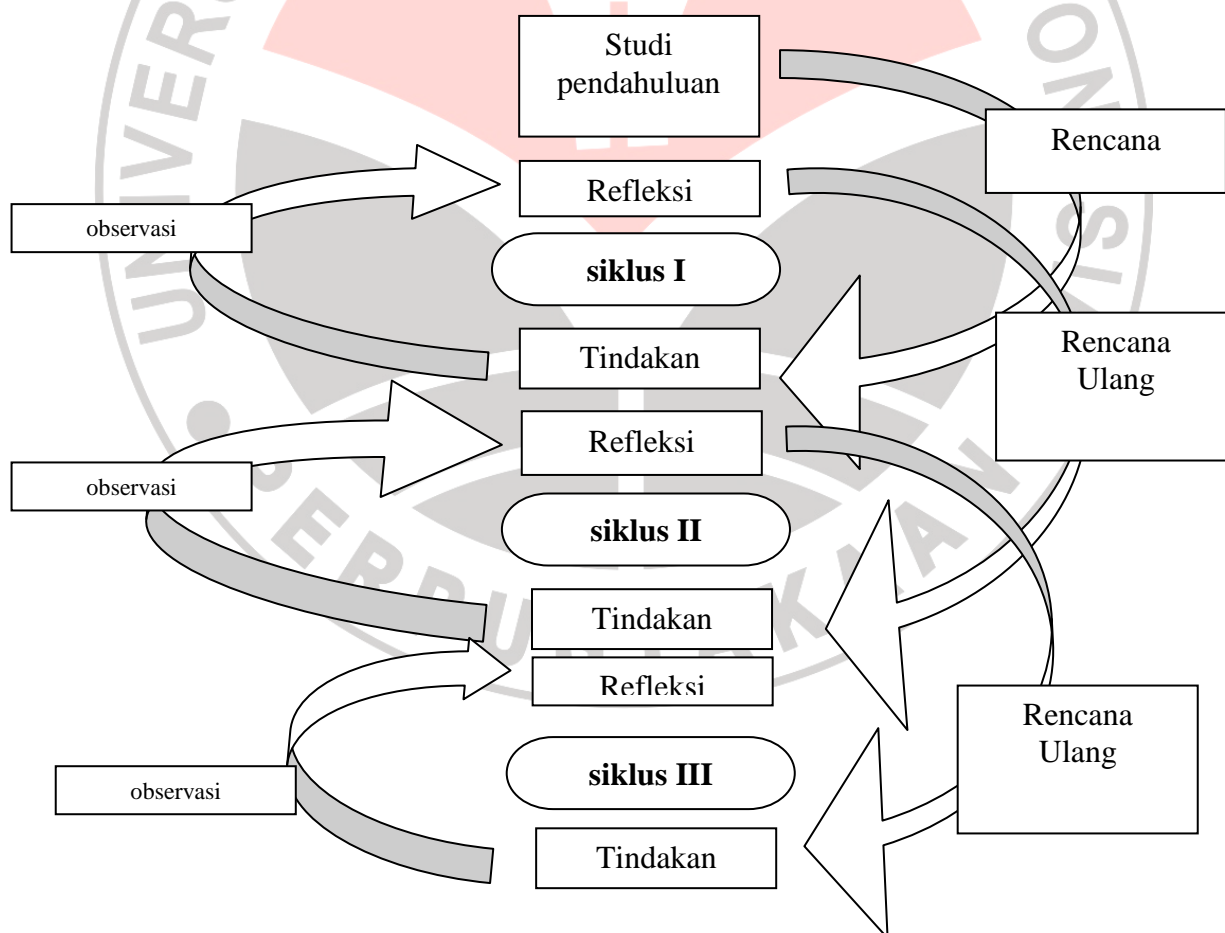 Studi
pendahuluan
Rencana
Refleksi
observasi
siklus I
Tindakan
Rencana
Ulang
Refleksi
observasi
siklus II
Tindakan
Refleksi
Rencana
Ulang
siklus III
observasi
Tindakan